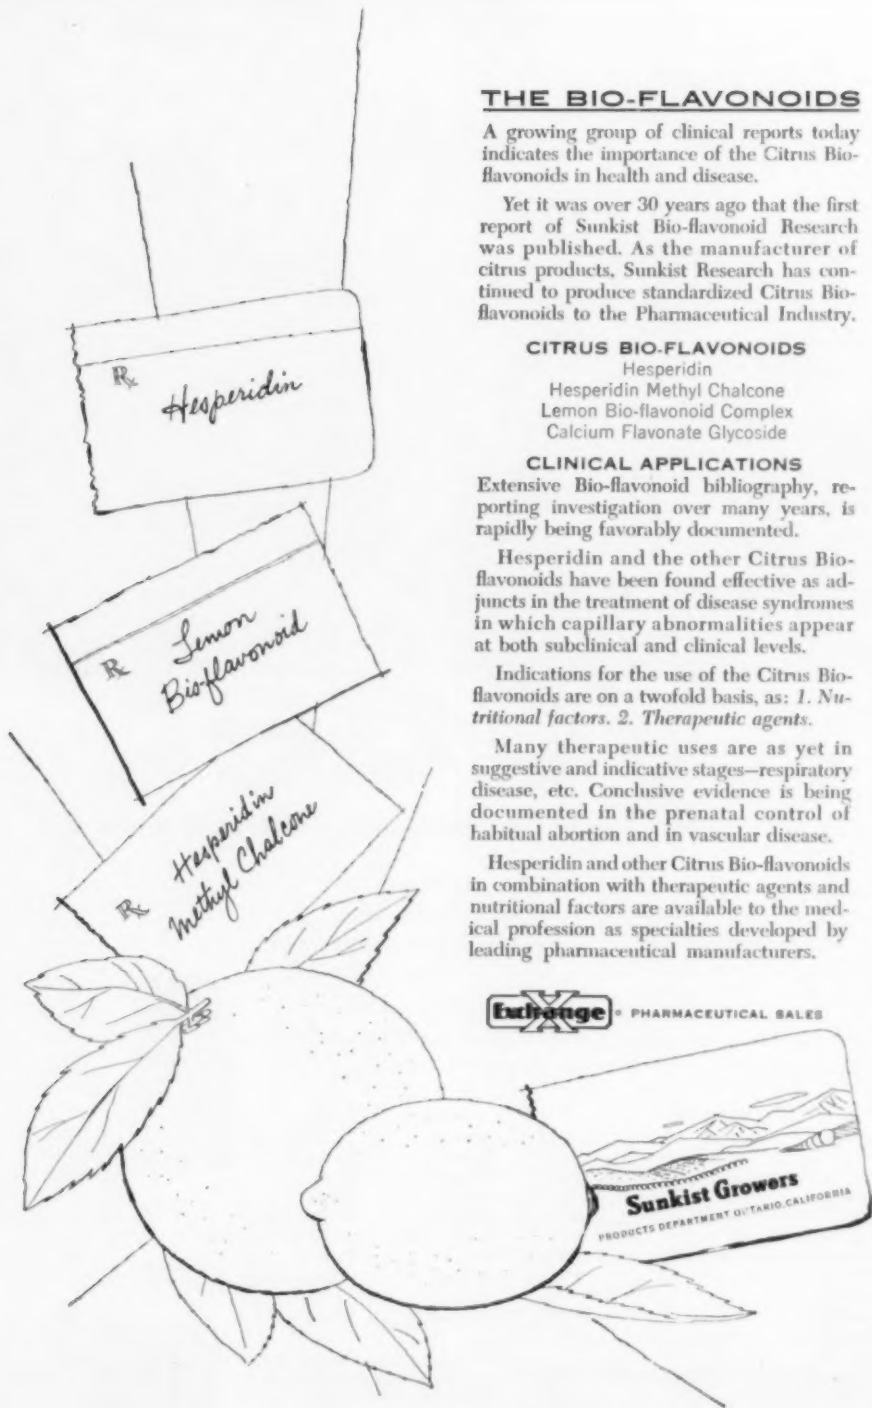 THE BIO-FLAVONOIDS
A growing group of clinical reports today
indicates the importance of the Citrus Bio-
flavonoids in health and disease.
Yet it was over 30 years ago that the first
report of Sunkist Bio-flavonoid Research
was published. As the manufacturer of
citrus products, Sunkist Research has con-
tinued to produce standardized Citrus Bio-
flavonoids to the Pharmaceutical Industry.
CITRUS BIO-FLAVONOIDS
Hesperidin
Hesperidin Methyl Chalcone
Lemon Bio-flavonoid Complex
Calcium Flavonate Glycoside
CLINICAL APPLICATIONS
Extensive Bio-flavonoid bibliography, re-
porting investigation over many years, is
rapidly being favorably documented.
Hesperidin and the other Citrus Bio-
flavonoids have been found effective as ad-
juncts in the treatment of disease syndromes
in which capillary abnormalities appear
at both subclinical and clinical levels.
Indications for the use of the Citrus Bio-
flavonoids are on a twofold basis, as: 1. Nu-
tritional factors. 2. Therapeutic agents.
Many therapeutic uses are as yet in
suggestive and indicative stages—respiratory
disease, etc. Conclusive evidence is being
documented in the prenatal control of
habitual abortion and in vascular disease.
Hesperidin and other Citrus Bio-flavonoids
in combination with therapeutic agents and
nutritional factors are available to the med-
ical profession as specialties developed by
leading pharmaceutical manufacturers.
Exchange ® PHARMACEUTICAL SALES
Sunkist Growers
PRODUCTS DEPARTMENT ONTARIO, CALIFORNIA
℞ Hesperidin
℞ Lemon
Bio-flavonoid
℞ Hesperidin
Methyl Chalcone